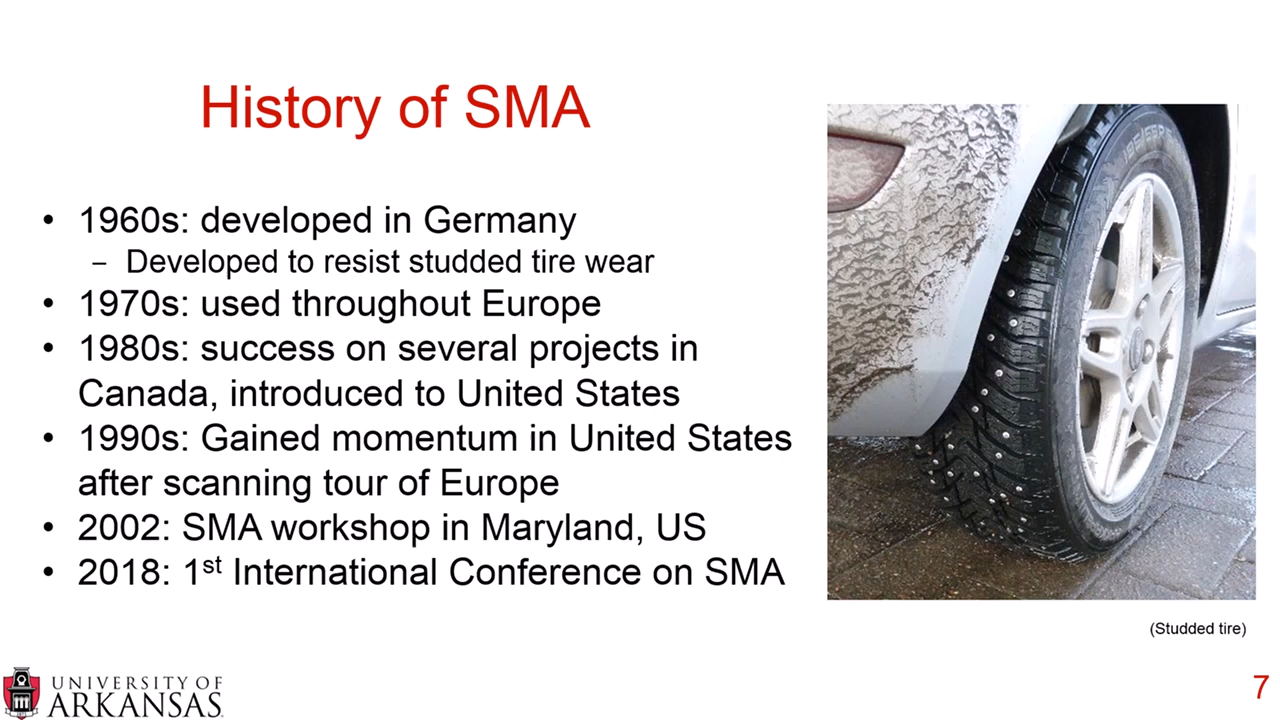 History of SMA
• 1960s: developed in Germany
– Developed to resist studded tire wear
• 1970s: used throughout Europe
• 1980s: success on several projects in
Canada, introduced to United States
• 1990s: Gained momentum in United States
after scanning tour of Europe
• 2002: SMA workshop in Maryland, US
• 2018: 1st International Conference on SMA
(Studded tire)
UNIVERSITY OF
ARKANSAS
7